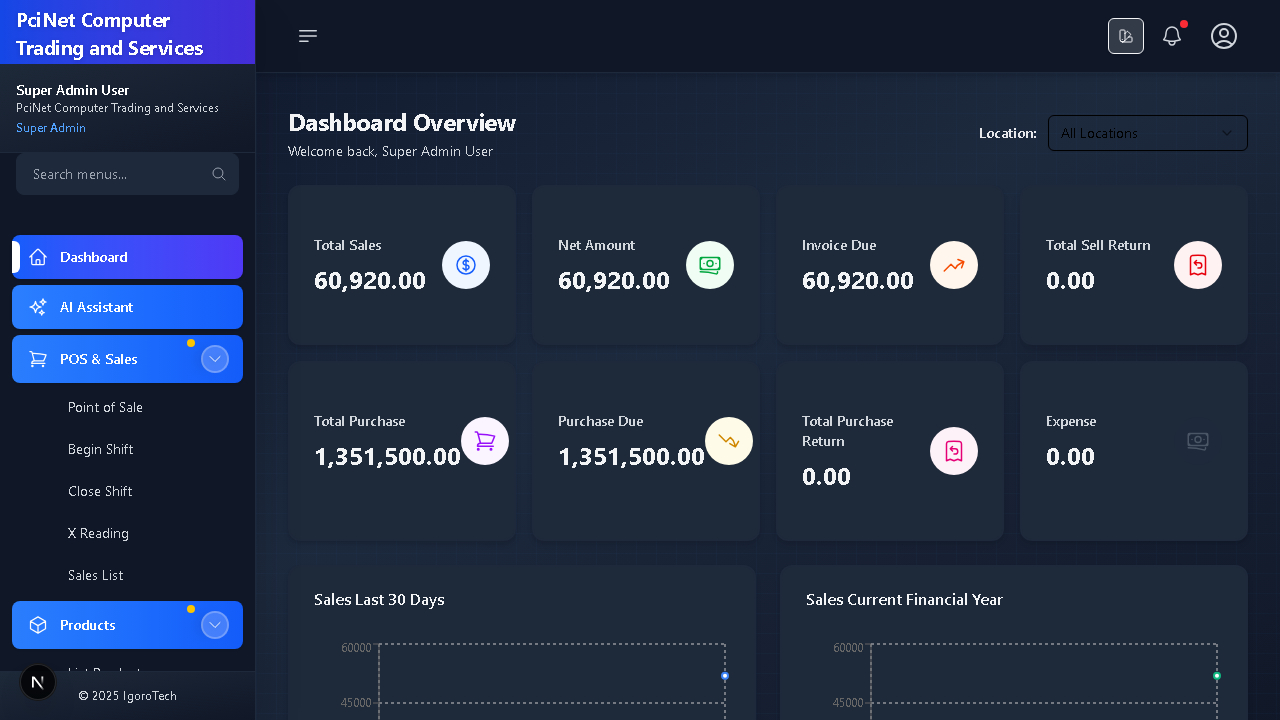 PciNet Computer
Trading and Services
Super Admin User
PciNet Computer Trading and Services
Super Admin
Search menus...
Dashboard
AI Assistant
POS & Sales
Point of Sale
Begin Shift
Close Shift
X Reading
Sales List
Products
N
© 2025 IgoroTech
Dashboard Overview
Welcome back, Super Admin User
Location:
All Locations
Total Sales
60,920.00
Net Amount
60,920.00
Invoice Due
60,920.00
Total Sell Return
0.00
Total Purchase
1,351,500.00
Purchase Due
1,351,500.00
Total Purchase
Return
0.00
Expense
0.00
Sales Last 30 Days
60000
45000
Sales Current Financial Year
60000
45000